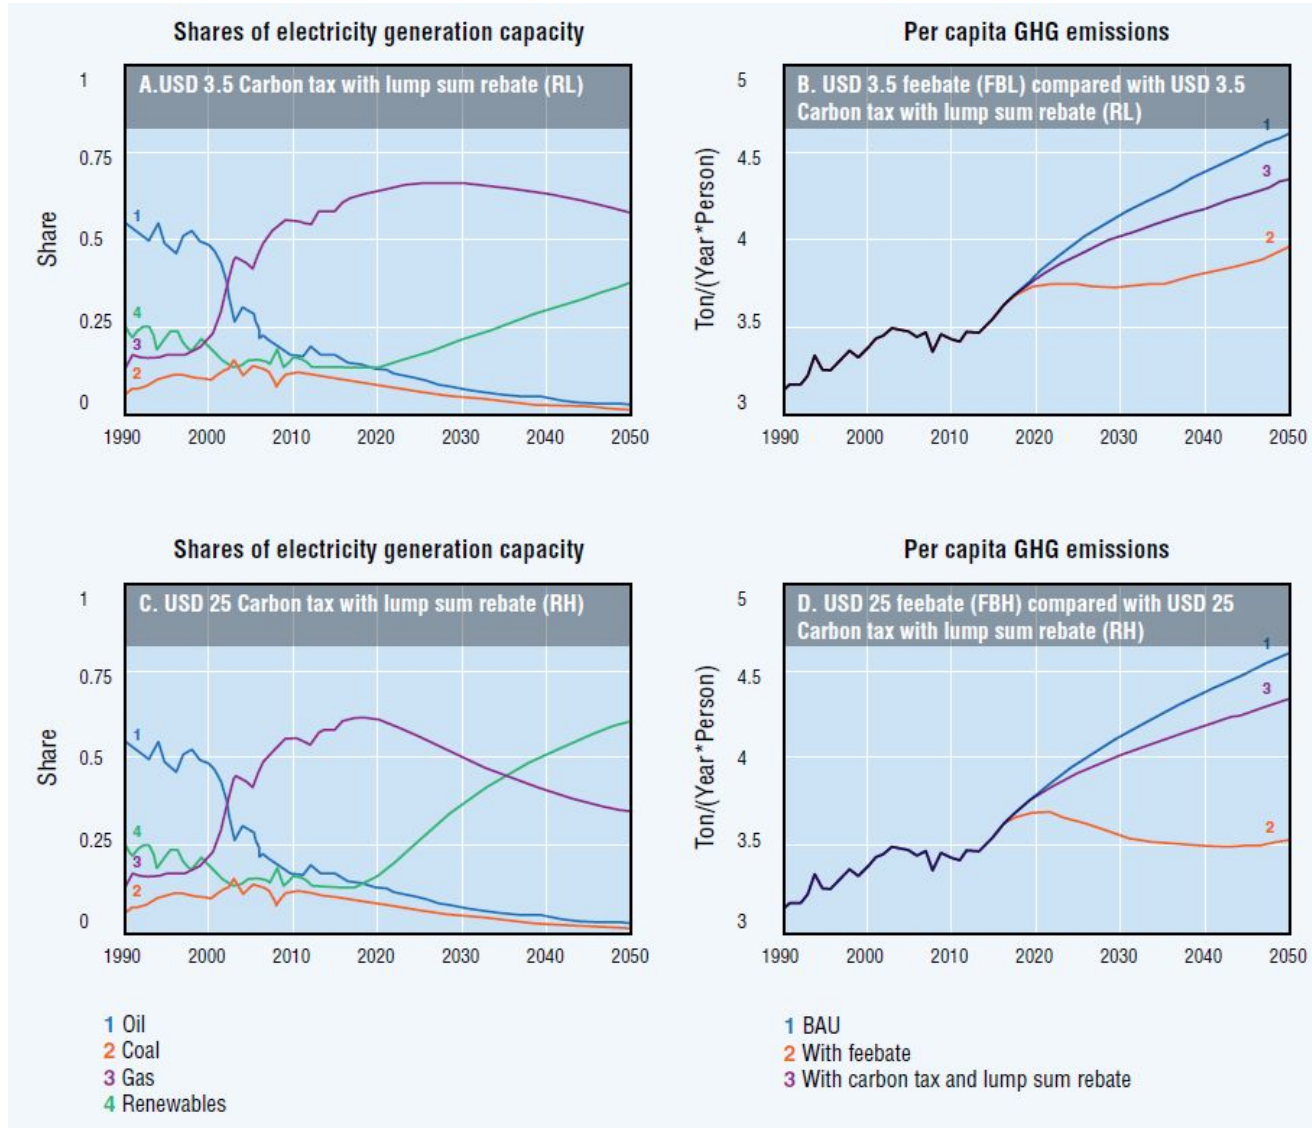 Shares of electricity generation capacity
A.USD 3.5 Carbon tax with lump sum rebate (RL)
Share
1
0.75
0.5
0.25
0
1
4
3
2
1990 2000 2010 2020 2030 2040 2050
Per capita GHG emissions
B. USD 3.5 feebate (FBL) compared with USD 3.5
Carbon tax with lump sum rebate (RL)
Ton/(Year*Person)
5
4.5
4
3.5
3
1
3
2
1990 2000 2010 2020 2030 2040 2050
Shares of electricity generation capacity
C. USD 25 Carbon tax with lump sum rebate (RH)
Share
1
0.75
0.5
0.25
0
1
4
3
2
1990 2000 2010 2020 2030 2040 2050
1 Oil
2 Coal
3 Gas
4 Renewables
Per capita GHG emissions
D. USD 25 feebate (FBH) compared with USD 25
Carbon tax with lump sum rebate (RH)
Ton/(Year*Person)
5
4.5
4
3.5
3
1
3
2
1990 2000 2010 2020 2030 2040 2050
1 BAU
2 With feebate
3 With carbon tax and lump sum rebate